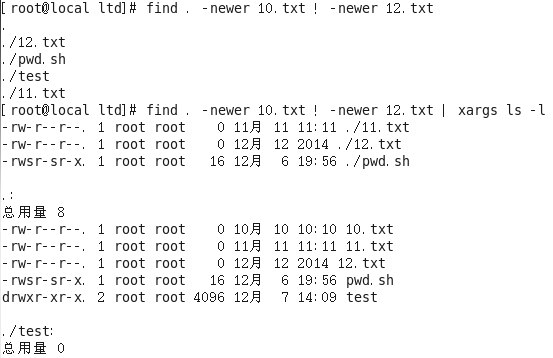 [root@local ltd]# find . -newer 10.txt ! -newer 12.txt
.
./12.txt
./pwd.sh
./test
./11.txt
[root@local ltd]# find . -newer 10.txt ! -newer 12.txt | xargs ls -l
-rw-r--r--. 1 root root    0 11月 11 11:11 ./11.txt
-rw-r--r--. 1 root root    0 12月 12 2014 ./12.txt
-rwsr-sr-x. 1 root root   16 12月  6 19:56 ./pwd.sh

.:
总用量 8
-rw-r--r--. 1 root root    0 10月 10 10:10 10.txt
-rw-r--r--. 1 root root    0 11月 11 11:11 11.txt
-rw-r--r--. 1 root root    0 12月 12 2014 12.txt
-rwsr-sr-x. 1 root root   16 12月  6 19:56 pwd.sh
drwxr-xr-x. 2 root root 4096 12月  7 14:09 test

./test:
总用量 0